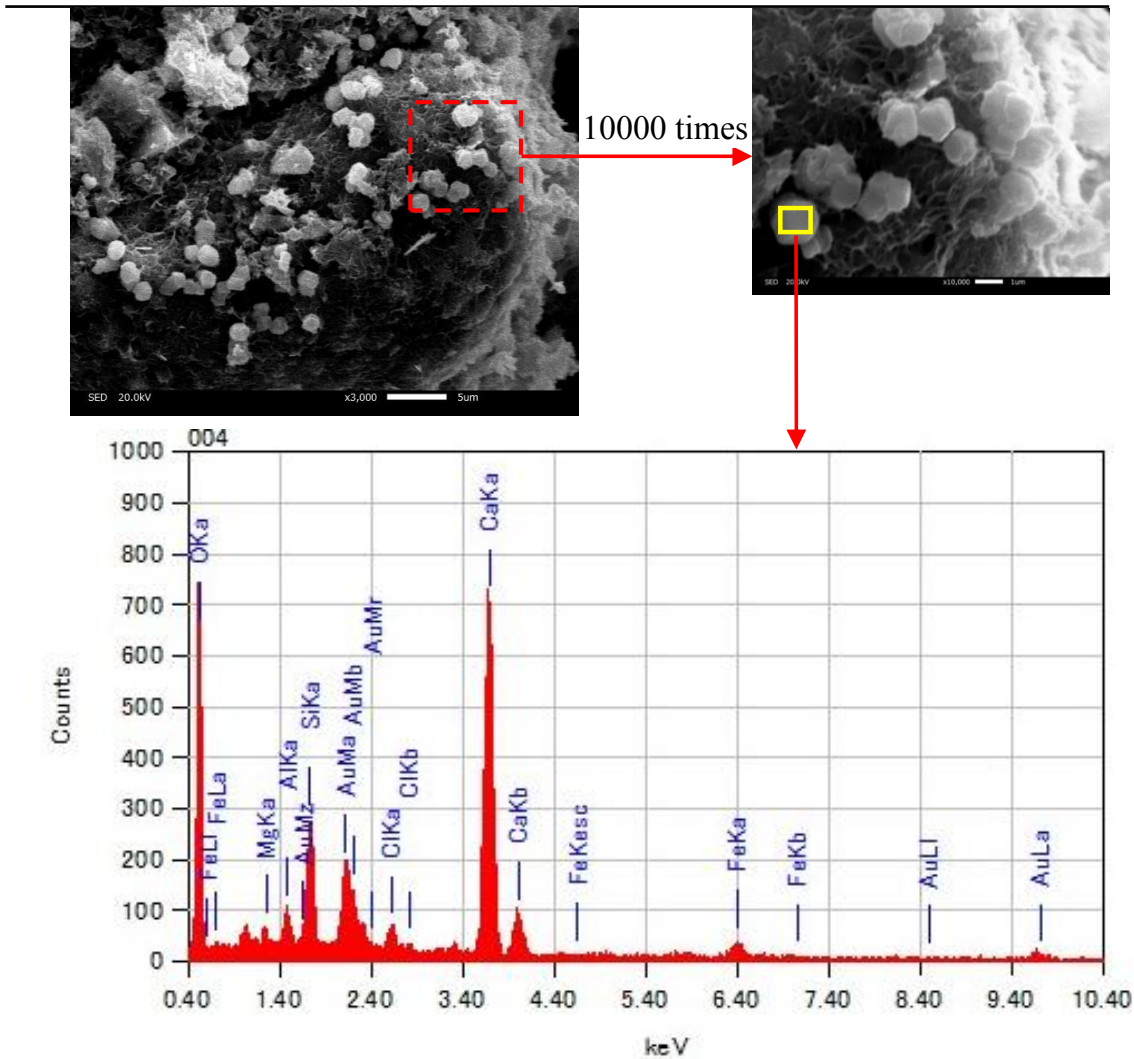 10000 times
SED 20.0kV x3,000 5um
SED 20.0kV x10,000 1um
004
1000
900
800
700
600
500
400
300
200
100
0
Counts
OKa
FeLl
FeLa
MgKa
AlKa
AuMz
SiKa
AuMa
AuMb
AuMr
ClKa
ClKb
CaKa
CaKb
FeKesc
FeKa
FeKb
AuLl
AuLa
0.40 1.40 2.40 3.40 4.40 5.40 6.40 7.40 8.40 9.40 10.40
keV